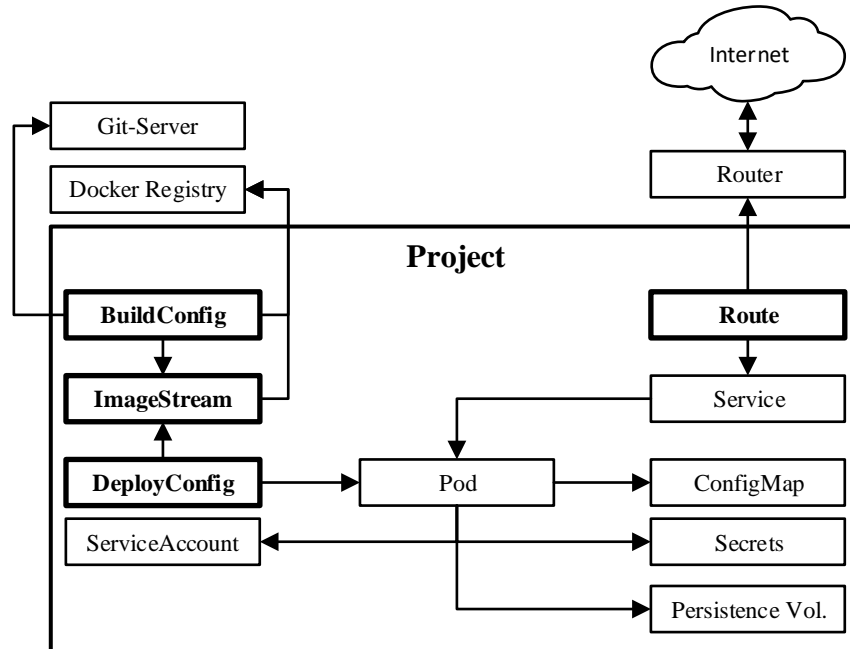 Internet
Git-Server
Docker Registry
Router
Project
BuildConfig
Route
ImageStream
Service
DeployConfig
Pod
ConfigMap
ServiceAccount
Secrets
Persistence Vol.